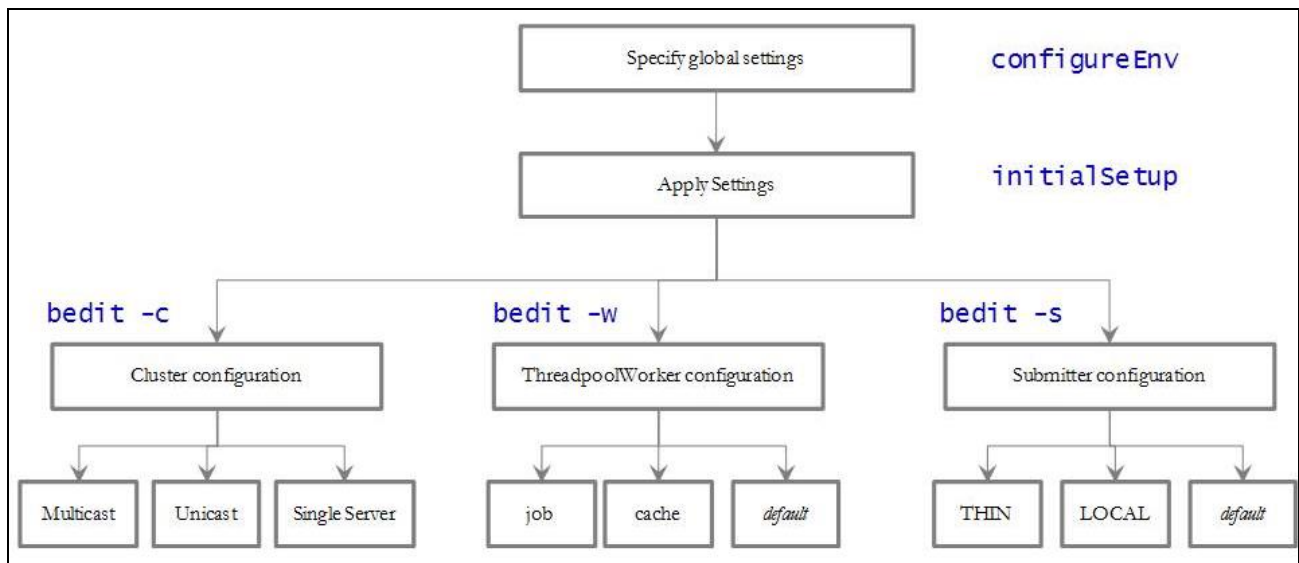 Specify global settings
configureEnv
Apply Settings
initialSetup
bedit -c
bedit -w
bedit -s
Cluster configuration
ThreadpoolWorker configuration
Submitter configuration
Multicast
Unicast
Single Server
job
cache
default
THIN
LOCAL
default